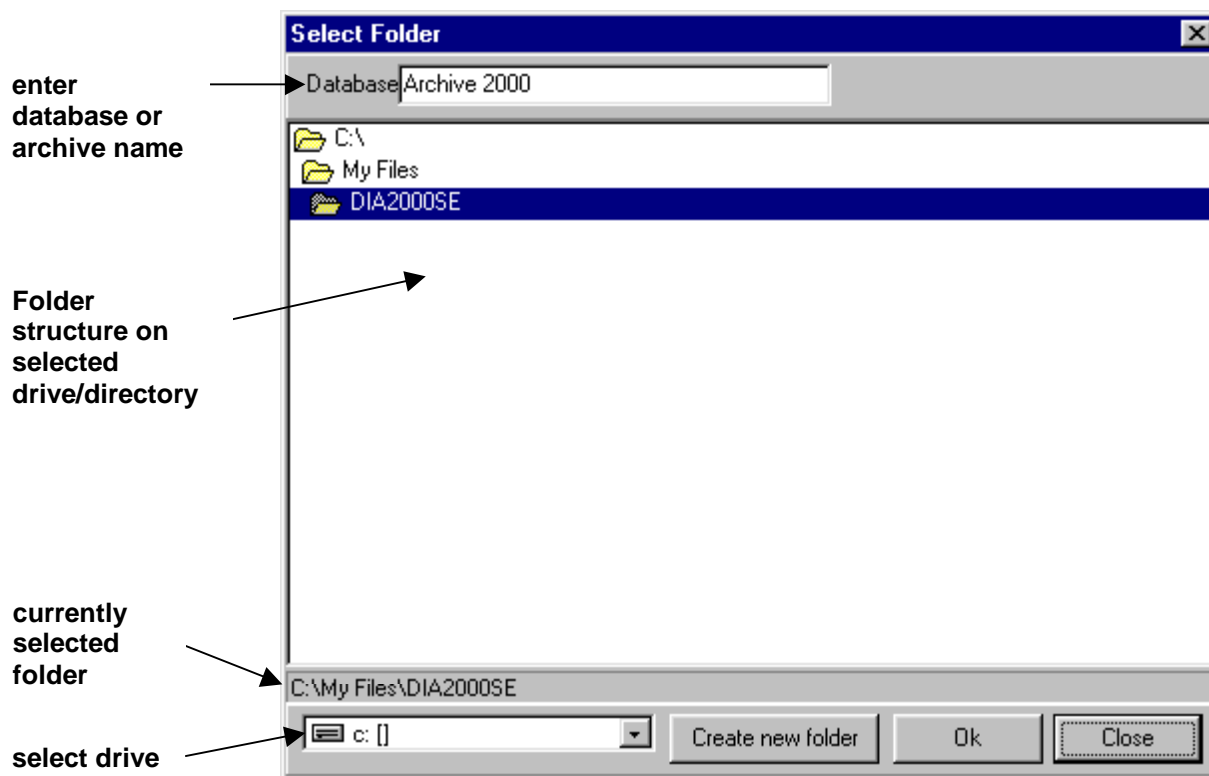 Select Folder
enter
database or
archive name
Database Archive 2000
C:\
My Files
DIA2000SE
Folder
structure on
selected
drive/directory
currently
selected
folder
C:\My Files\DIA2000SE
select drive
c: []
Create new folder
Ok
Close